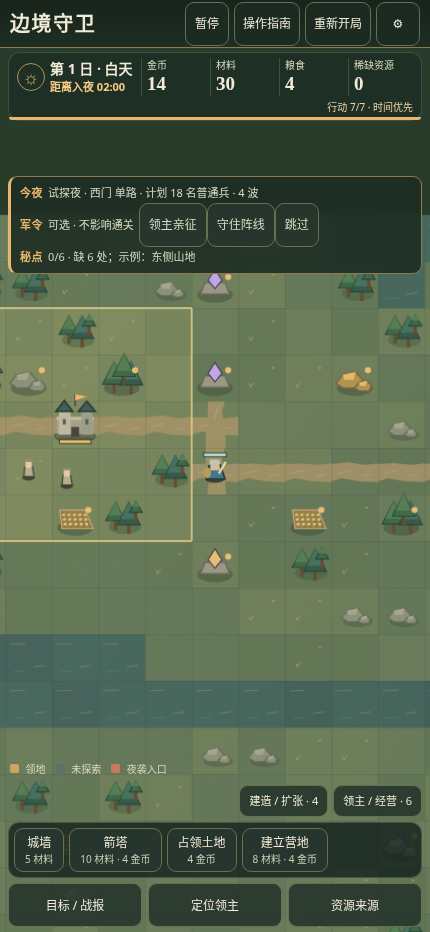 边境守卫 暂停 操作指南 重新开局
第 1 日 · 白天 金币 材料 粮食 稀缺资源
距离入夜 02:00 14 30 4 0
行动 7/7 · 时间优先
今夜 试探夜 · 西门 单路 · 计划 18 名普通兵 · 4 波
军令 可选 · 不影响通关 领主亲征 守住阵线 跳过
秘点 0/6 · 缺 6 处；示例：东侧山地
领地 未探索 夜袭入口
建造 / 扩张 · 4 领主 / 经营 · 6
城墙 箭塔 占领土地 建立营地
5 材料 10 材料 · 4 金币 4 金币 8 材料 · 4 金币
目标 / 战报 定位领主 资源来源